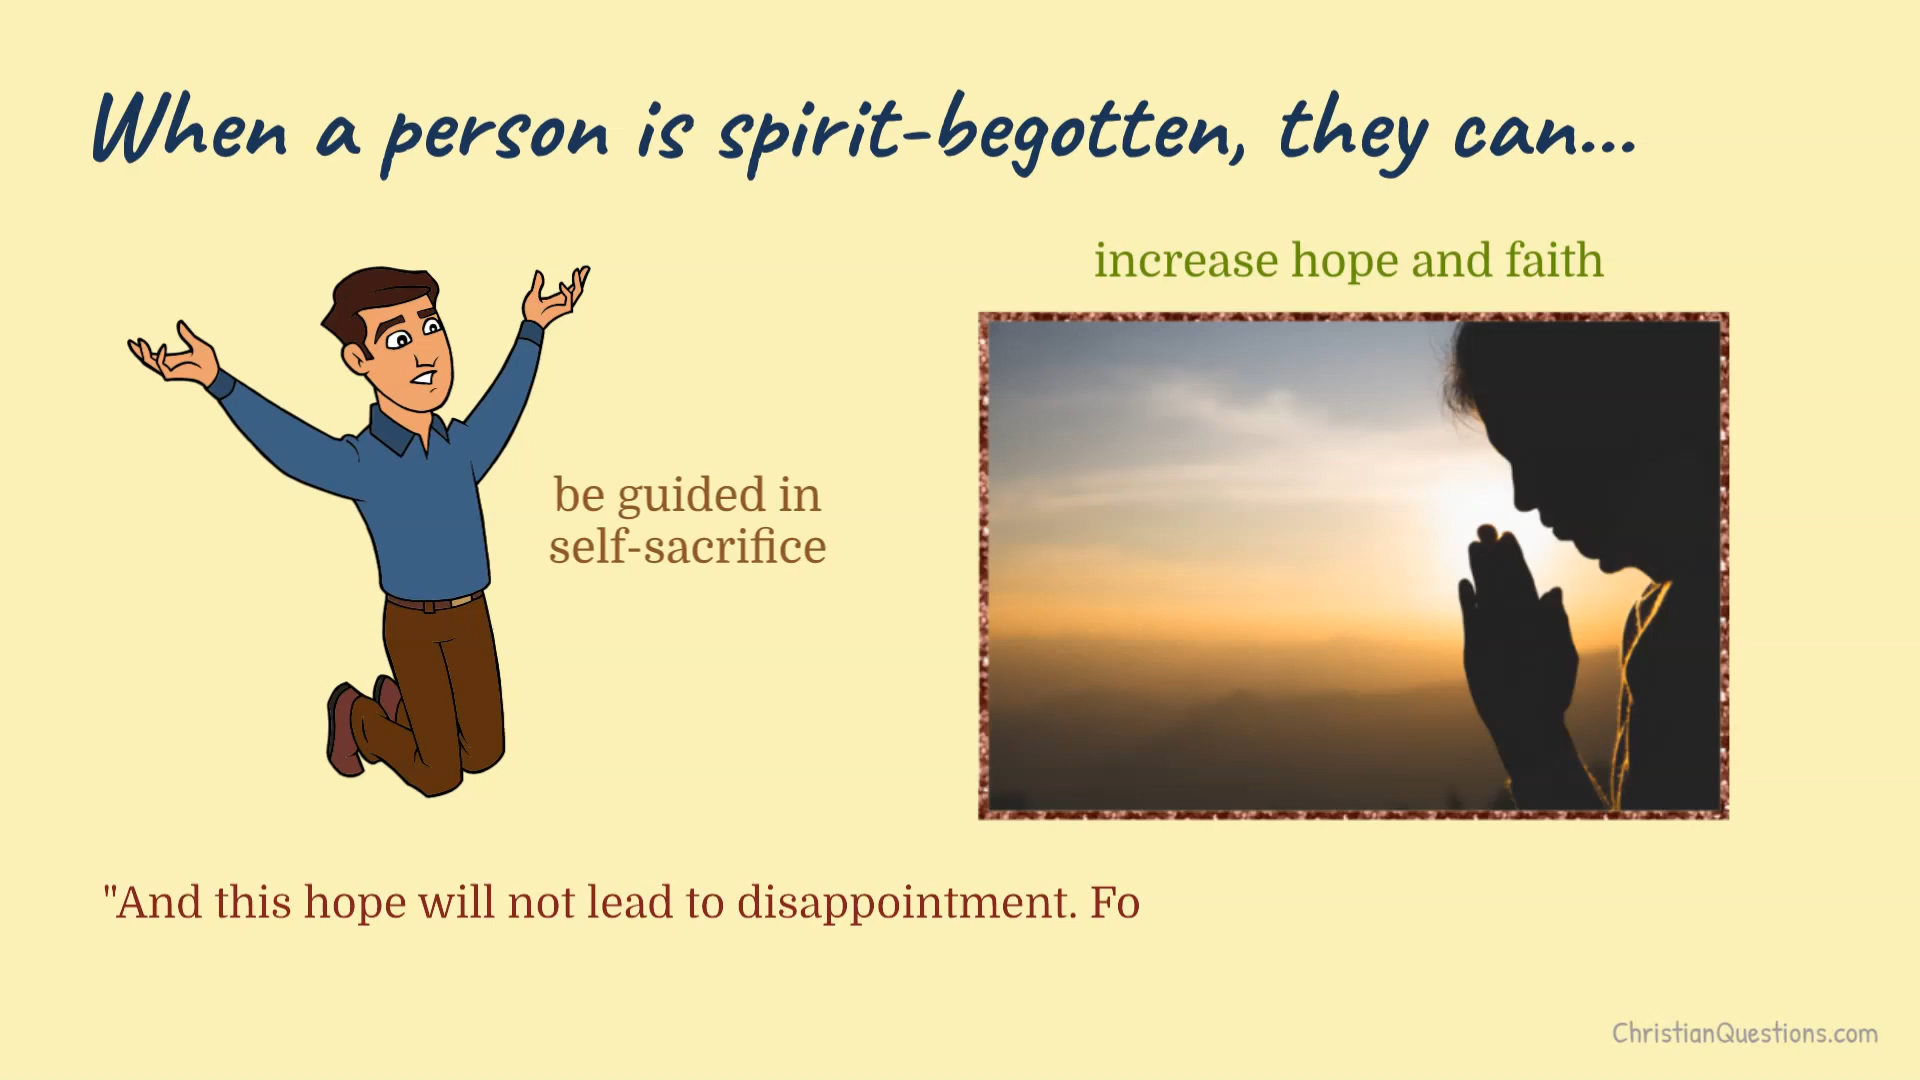 When a person is spirit-begotten, they can...
increase hope and faith
be guided in
self-sacrifice
"And this hope will not lead to disappointment. Fo
ChristianQuestions.com